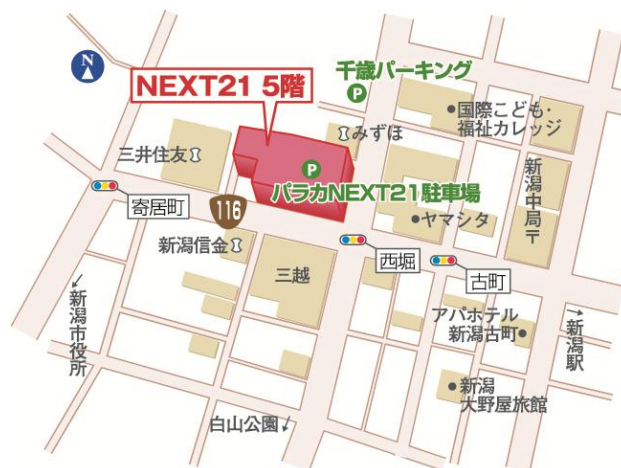 N
NEXT21 5階
千歳パーキング
P
国際こども・
福祉カレッジ
みずほ
三井住友
P
パラカNEXT21駐車場
新潟中局〒
寄居町
116
ヤマシタ
新潟信金
西堀
三越
古町
←新潟市役所
アパホテル
新潟古町
→新潟駅
新潟
大野屋旅館
白山公園↙